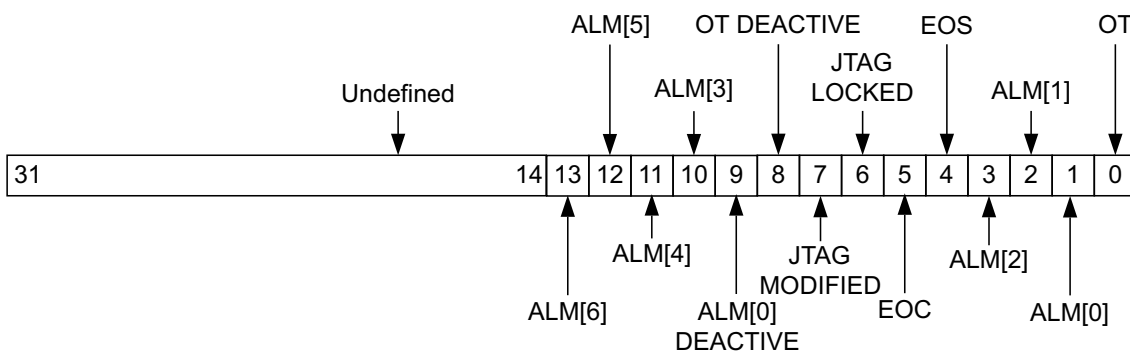 ALM[5] OT DEACTIVE EOS OT
JTAG
LOCKED
Undefined ALM[3] ALM[1]
31 14 13 12 11 10 9 8 7 6 5 4 3 2 1 0
ALM[4] JTAG
MODIFIED ALM[2]
ALM[6] ALM[0]
DEACTIVE EOC ALM[0]